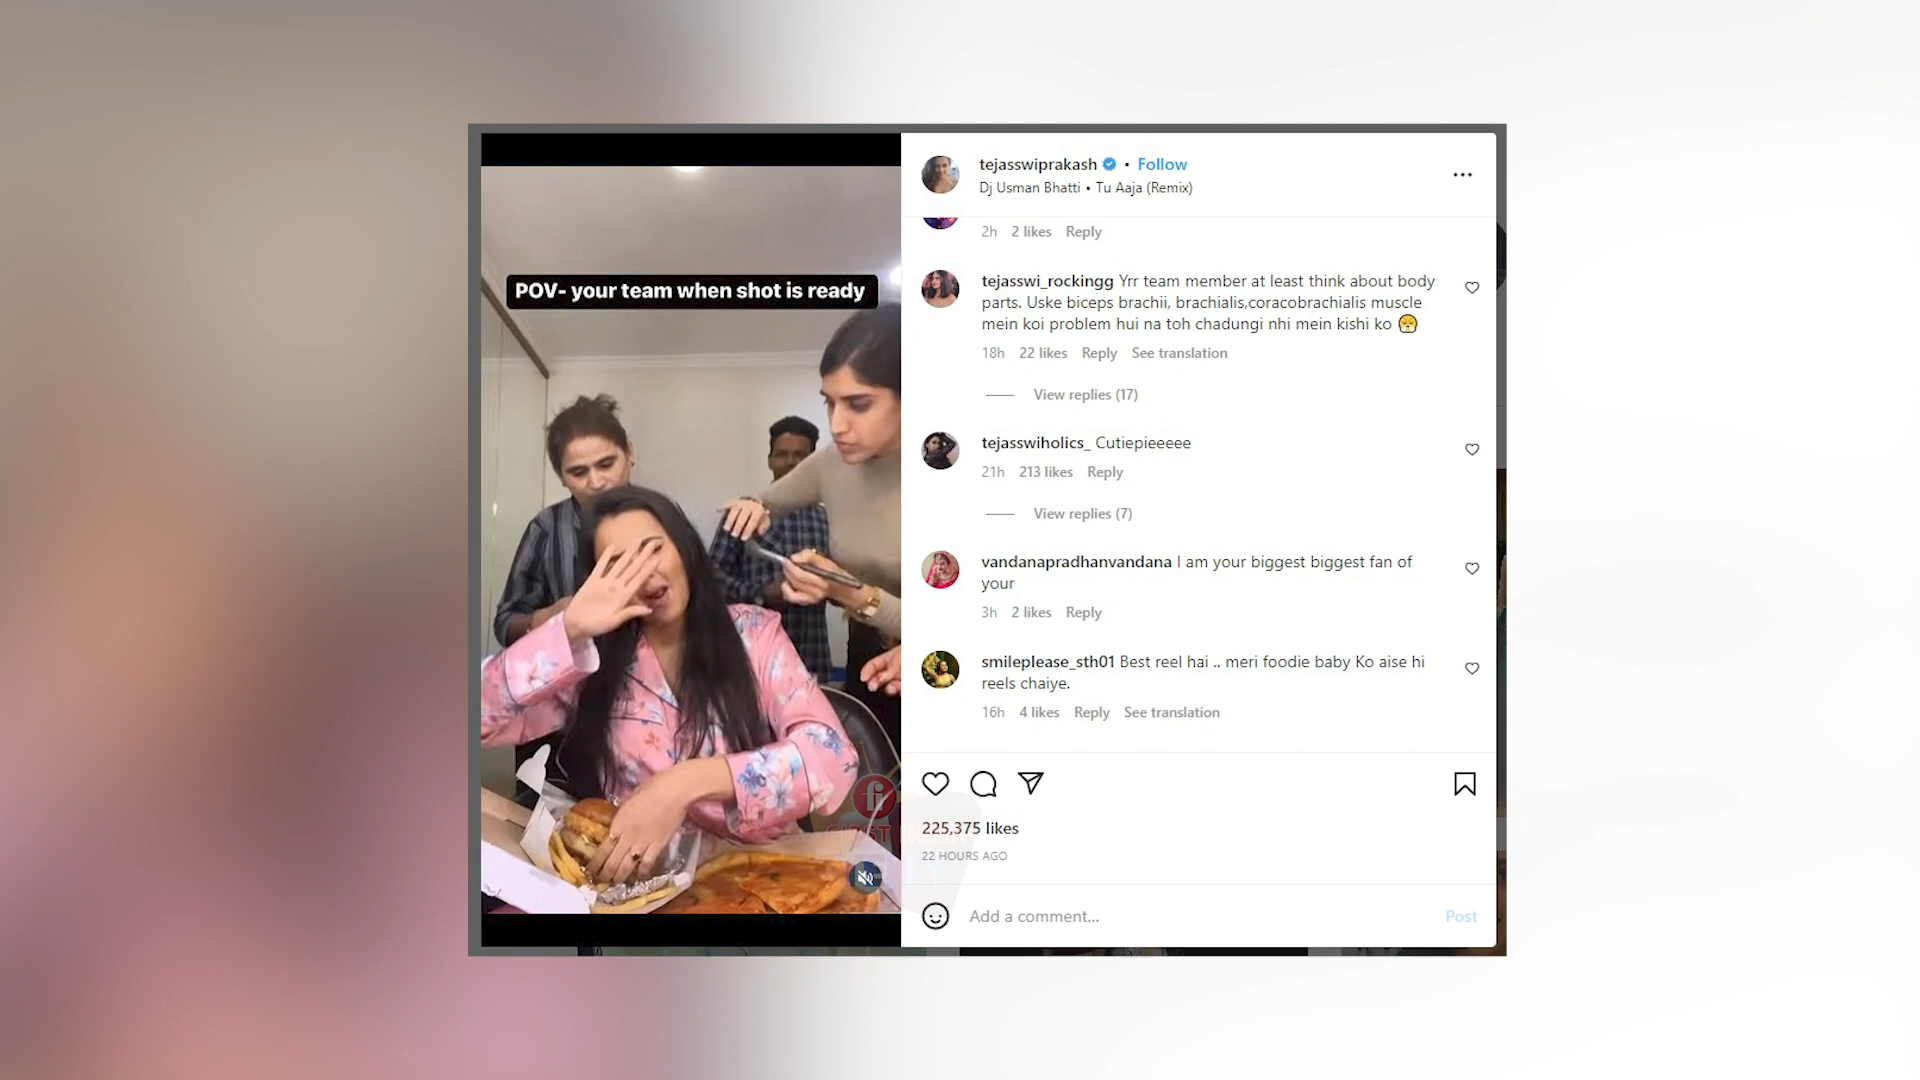 POV- your team when shot is ready
fi
FIRST
tejasswiprakash • Follow
Dj Usman Bhatti • Tu Aaja (Remix)
2h 2 likes Reply
tejasswi_rockingg Yrr team member at least think about body
parts. Uske biceps brachii, brachialis,coracobrachialis muscle
mein koi problem hui na toh chadungi nhi mein kishi ko
18h 22 likes Reply See translation
View replies (17)
tejasswiholics_ Cutiepieeeee
21h 213 likes Reply
View replies (7)
vandanapradhanvandana I am your biggest biggest fan of
your
3h 2 likes Reply
smileplease_sth01 Best reel hai .. meri foodie baby Ko aise hi
reels chaiye.
16h 4 likes Reply See translation
225,375 likes
22 HOURS AGO
Add a comment... Post